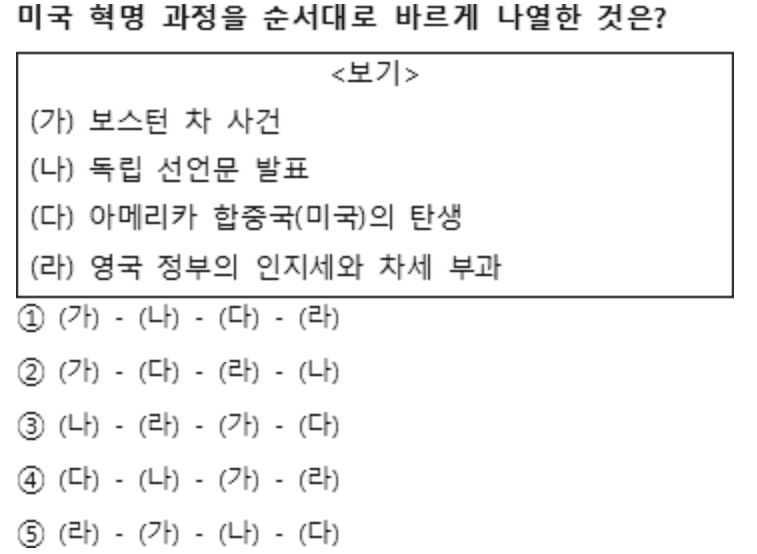 미국 혁명 과정을 순서대로 바르게 나열한 것은?
<보기>
(가) 보스턴 차 사건
(나) 독립 선언문 발표
(다) 아메리카 합중국(미국)의 탄생
(라) 영국 정부의 인지세와 차세 부과
① (가) - (나) - (다) - (라)
② (가) - (다) - (라) - (나)
③ (나) - (라) - (가) - (다)
④ (다) - (나) - (가) - (라)
⑤ (라) - (가) - (나) - (다)